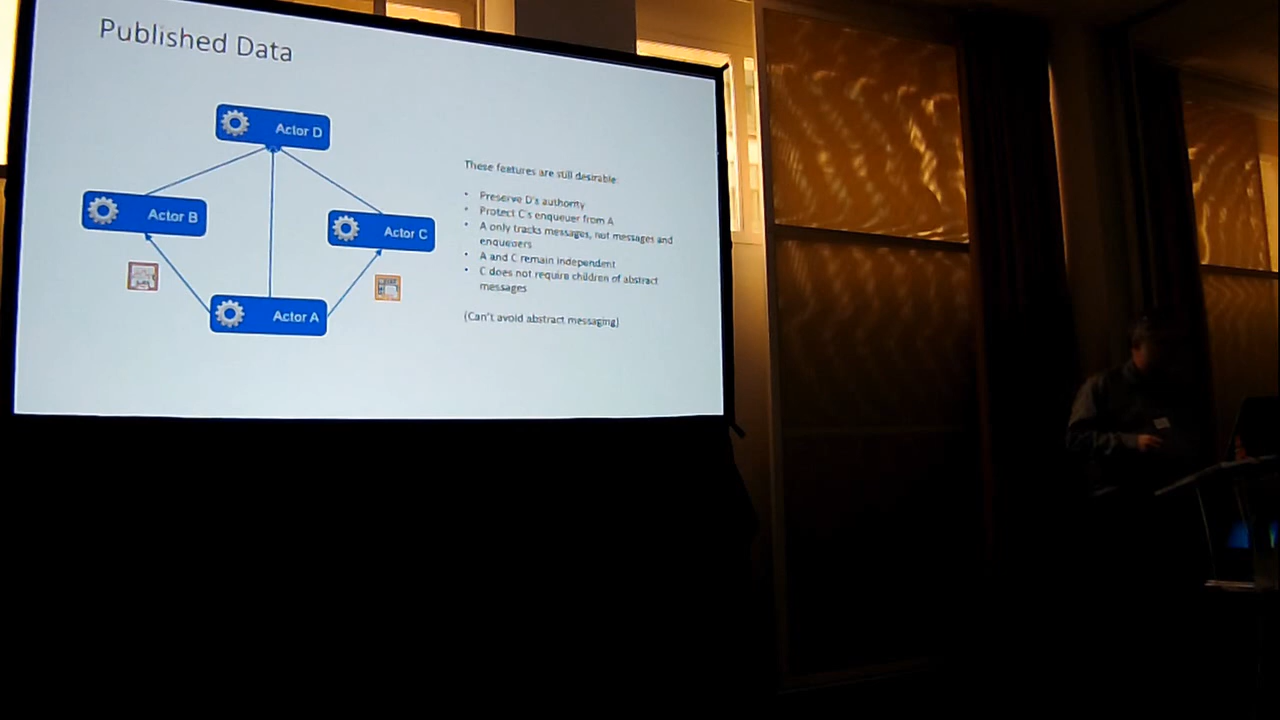 Published Data
Actor D
Actor B
Actor C
Actor A
These features are still desirable:
• Preserve D's authority
• Protect C's enqueuer from A
• A only tracks messages, not messages and
enqueuers
• A and C remain independent
• C does not require children of abstract
messages
(Can't avoid abstract messaging)